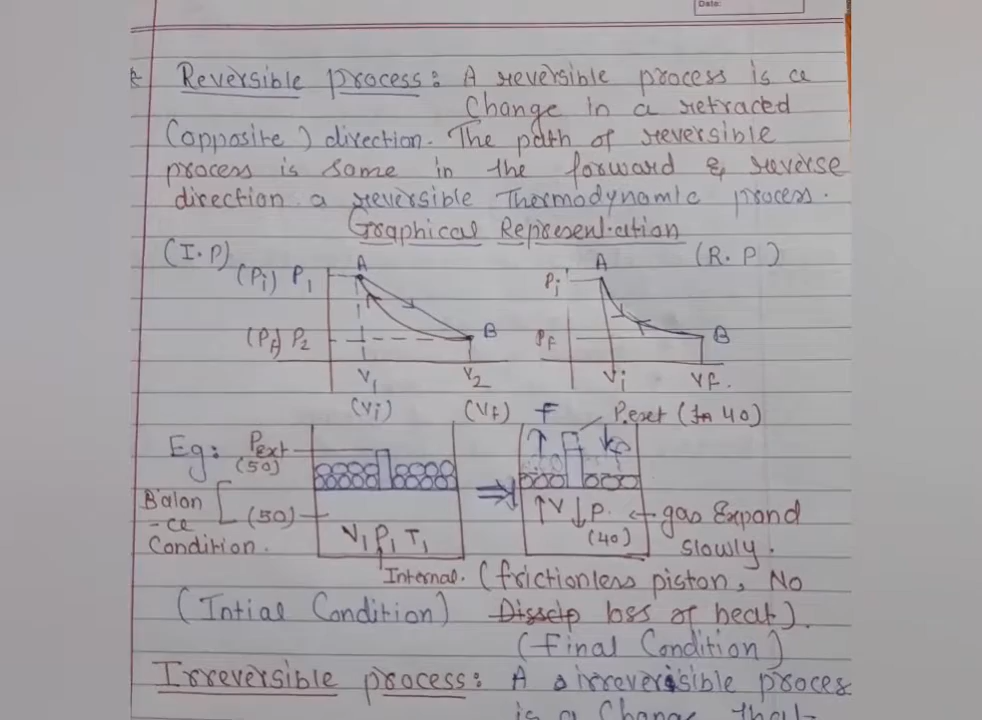 Date:
Reversible process: A reversible process is a
Change in a retraced
(opposite) direction. The path of reversible
process is same in the forward & reverse
direction a reversible Thermodynamic process.
Graphical Representication
(I.P) (R.P)
(Pi) P1 A
(Pf) P2 B
V1 V2
(Vi) (Vf)
Pi A
Pf B
Vi Vf.
Eg: Pext (50)
F Pext (40)
Balan
-ce (50)
Condition.
V1 P1 T1
↑V ↓P. ← gas Expand
(40) slowly.
Internal. (frictionless piston, No
(Intial Condition) loss of heat).
(Final Condition)
Irreversible process: A irreversible proces
is a Change that